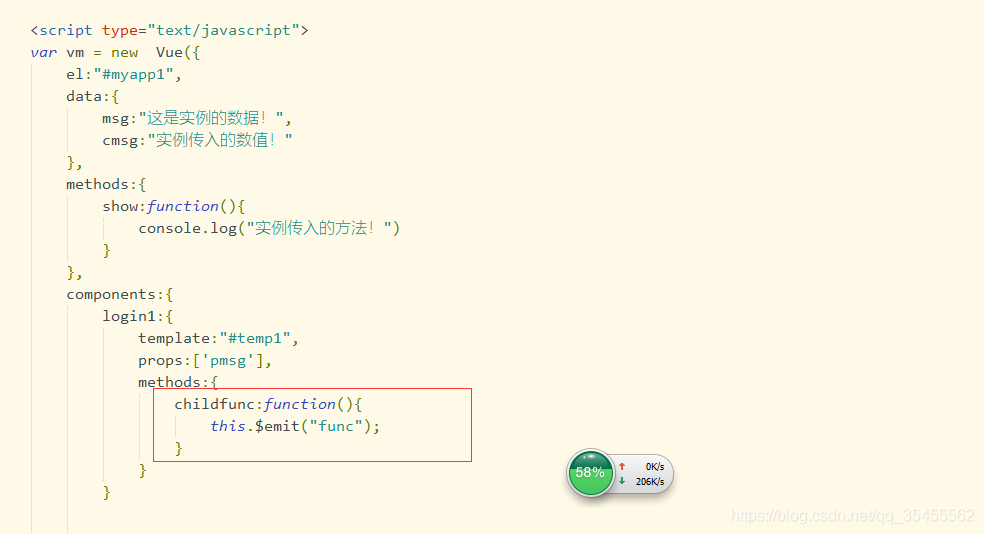 <script type="text/javascript">
var vm = new  Vue({
    el:"#myapp1",
    data:{
        msg:"这是实例的数据！",
        cmsg:"实例传入的数值！"
    },
    methods:{
        show:function(){
            console.log("实例传入的方法！")
        }
    },
    components:{
        login1:{
            template:"#temp1",
            props:['pmsg'],
            methods:{
                childfunc:function(){
                    this.$emit("func");
                }
            }
        }
58%
0K/s
206K/s
https://blog.csdn.net/qq_35455562